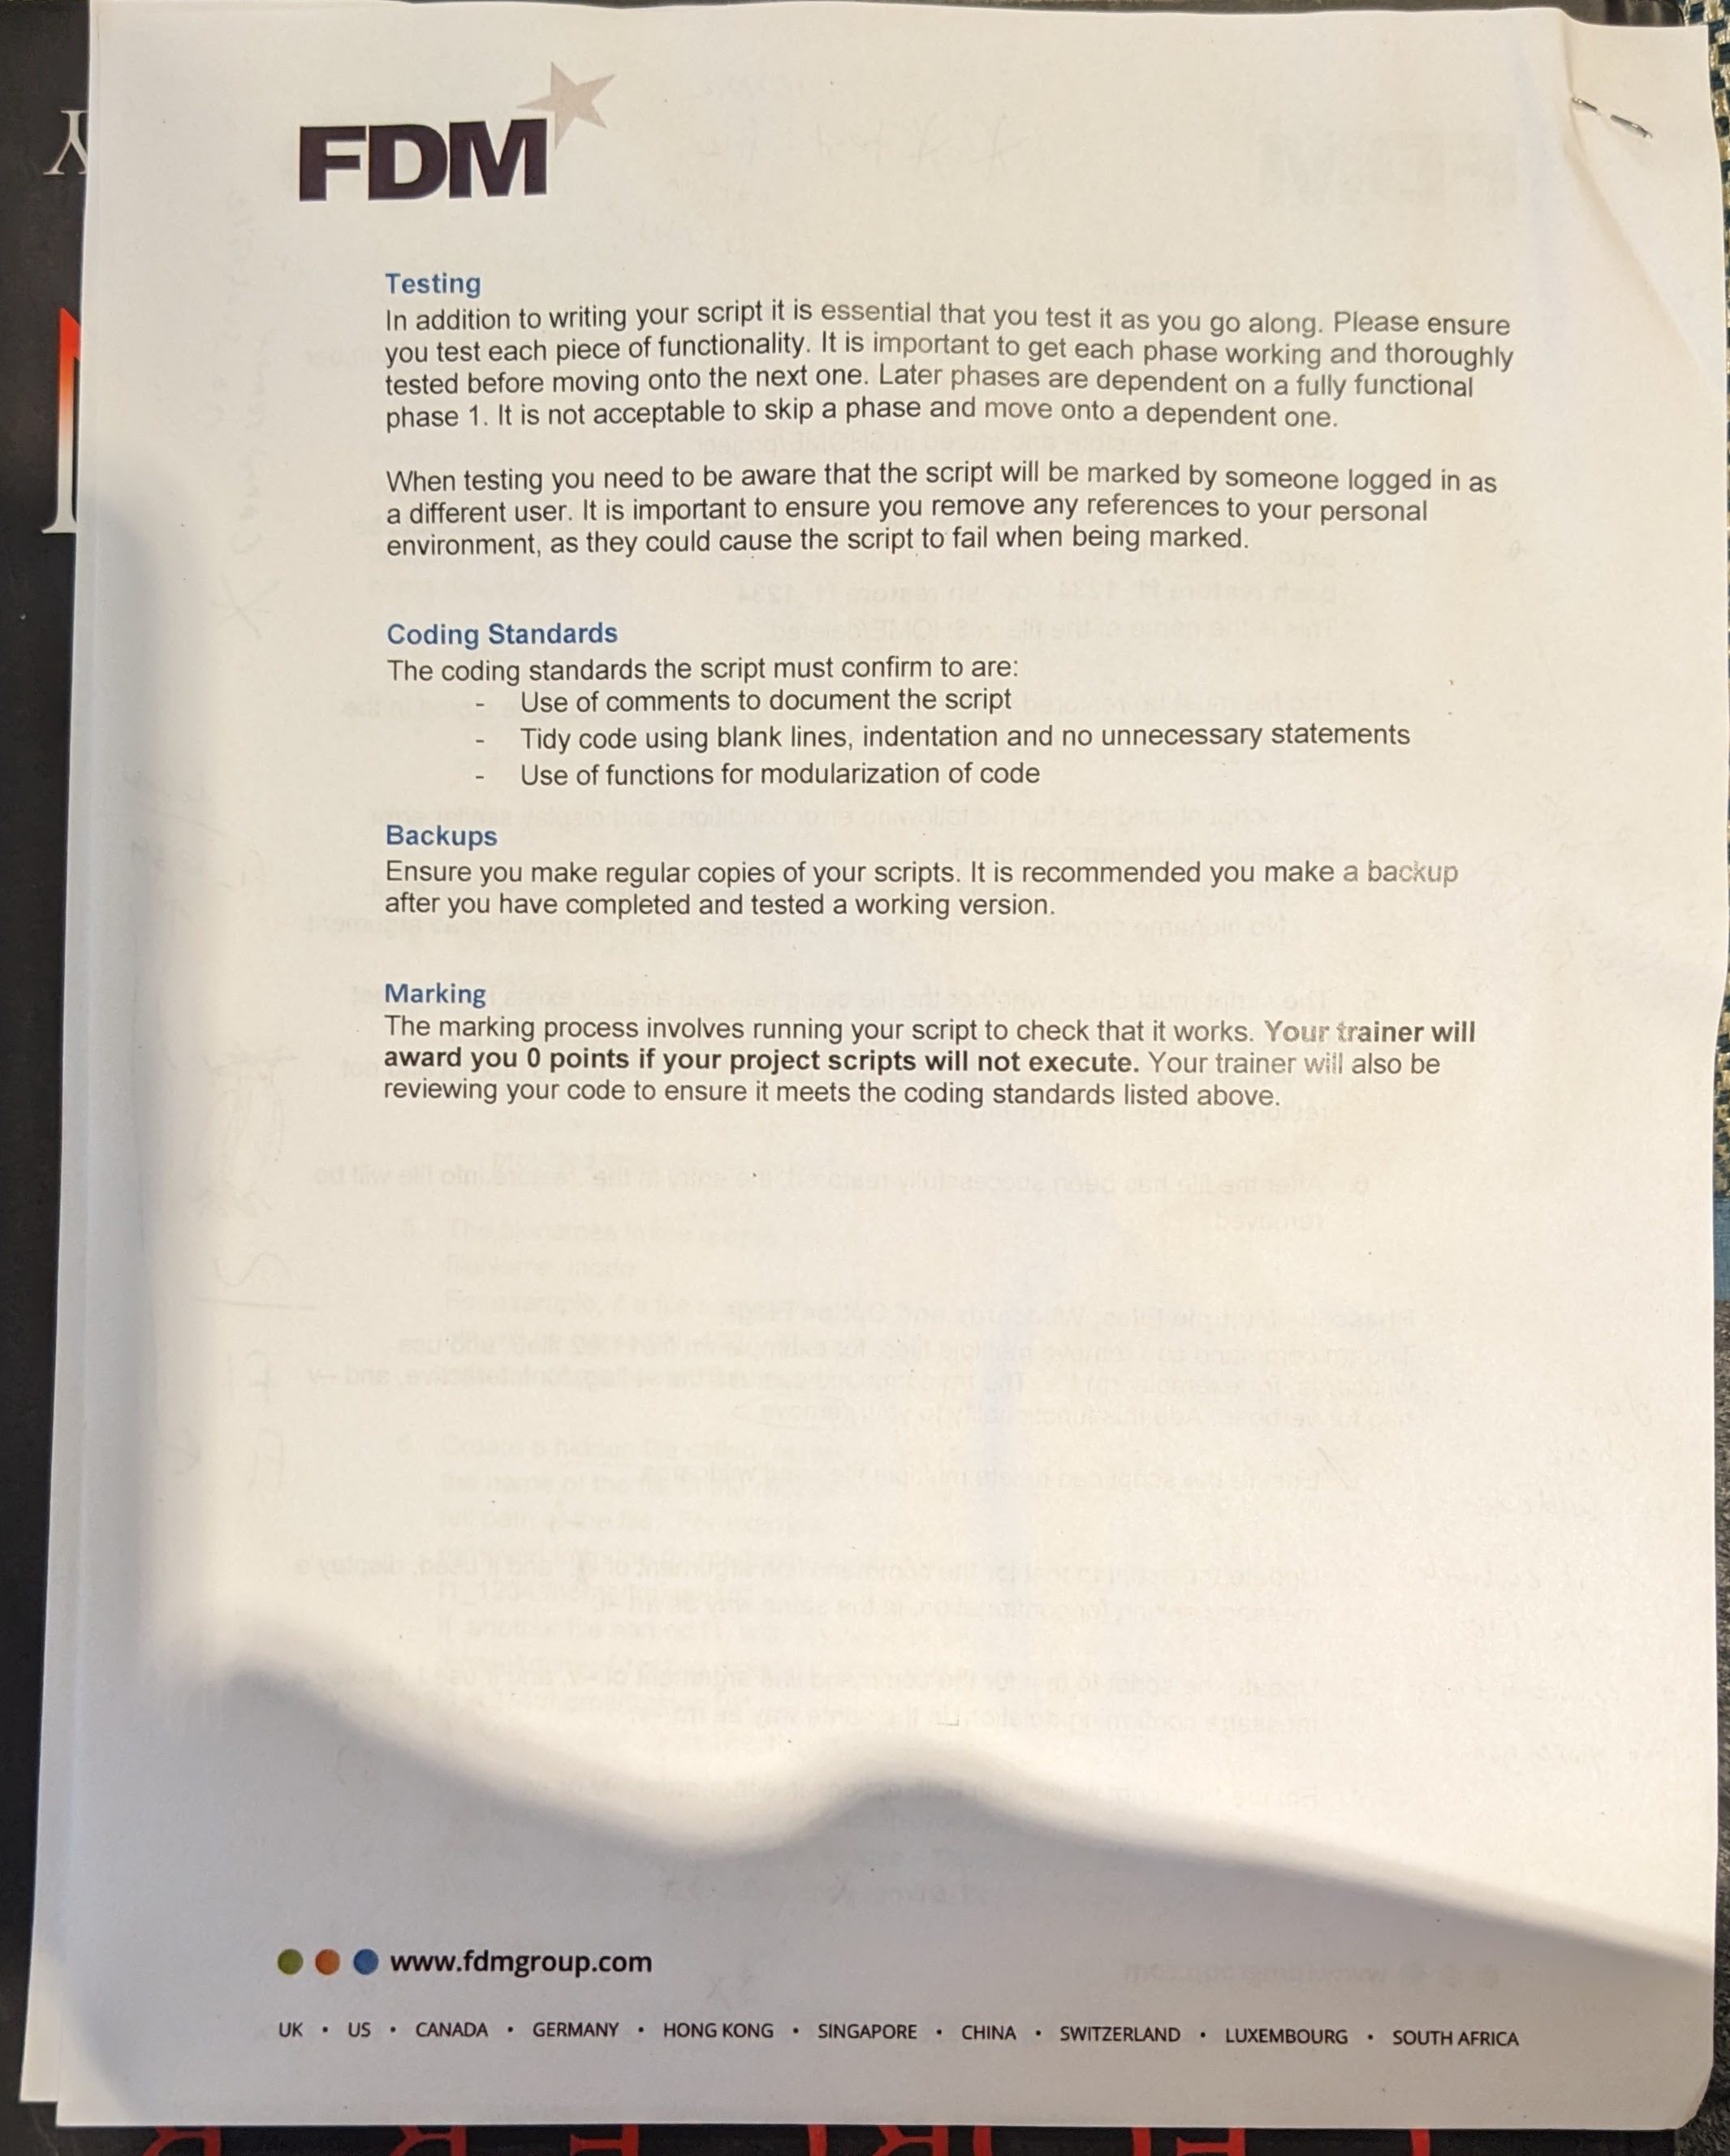 FDM
Testing
In addition to writing your script it is essential that you test it as you go along. Please ensure
you test each piece of functionality. It is important to get each phase working and thoroughly
tested before moving onto the next one. Later phases are dependent on a fully functional
phase 1. It is not acceptable to skip a phase and move onto a dependent one.
When testing you need to be aware that the script will be marked by someone logged in as
a different user. It is important to ensure you remove any references to your personal
environment, as they could cause the script to fail when being marked.
Coding Standards
The coding standards the script must confirm to are:
- Use of comments to document the script
- Tidy code using blank lines, indentation and no unnecessary statements
- Use of functions for modularization of code
Backups
Ensure you make regular copies of your scripts. It is recommended you make a backup
after you have completed and tested a working version.
Marking
The marking process involves running your script to check that it works. Your trainer will
award you 0 points if your project scripts will not execute. Your trainer will also be
reviewing your code to ensure it meets the coding standards listed above.
www.fdmgroup.com
UK • US • CANADA • GERMANY • HONG KONG • SINGAPORE • CHINA • SWITZERLAND • LUXEMBOURG • SOUTH AFRICA